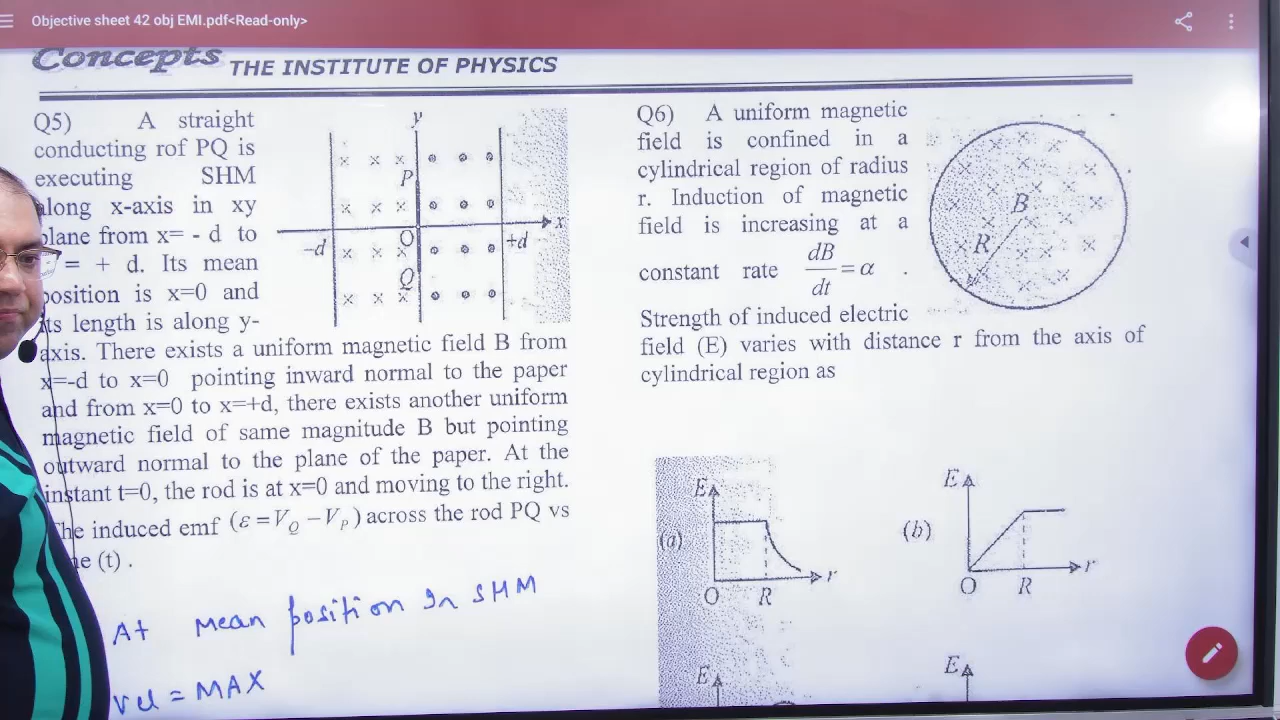 Objective sheet 42 obj EMI.pdf<Read-only>
Concepts THE INSTITUTE OF PHYSICS
Q5) A straight
conducting rof PQ is
executing SHM
along x-axis in xy
plane from x= - d to
= + d. Its mean
position is x=0 and
its length is along y-
axis. There exists a uniform magnetic field B from
x=-d to x=0 pointing inward normal to the paper
and from x=0 to x=+d, there exists another uniform
magnetic field of same magnitude B but pointing
outward normal to the plane of the paper. At the
instant t=0, the rod is at x=0 and moving to the right.
The induced emf (ε = V_Q − V_P) across the rod PQ vs
(t) .
y
P
x
-d
O
+d
Q
At mean position in SHM
vel = MAX
Q6) A uniform magnetic
field is confined in a
cylindrical region of radius
r. Induction of magnetic
field is increasing at a
constant rate dB/dt = α .
Strength of induced electric
field (E) varies with distance r from the axis of
cylindrical region as
B
R
(a)
E
O
R
r
(b)
E
O
R
r
E
E